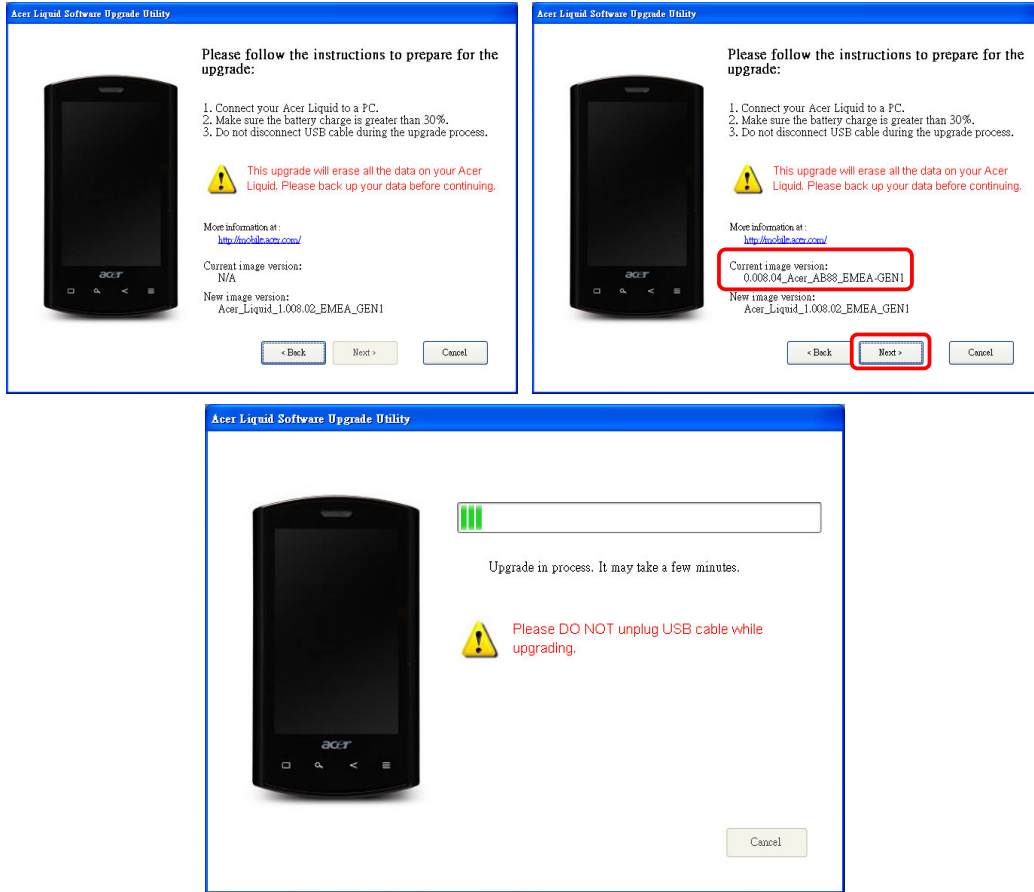 Acer Liquid Software Upgrade Utility
Please follow the instructions to prepare for the
upgrade:
1. Connect your Acer Liquid to a PC.
2. Make sure the battery charge is greater than 30%.
3. Do not disconnect USB cable during the upgrade process.
This upgrade will erase all the data on your Acer
Liquid. Please back up your data before continuing.
More information at :
http://mobile.acer.com/
Current image version:
N/A
New image version:
Acer_Liquid_1.008.02_EMEA_GEN1
acer
< Back
Next >
Cancel
Acer Liquid Software Upgrade Utility
Please follow the instructions to prepare for the
upgrade:
1. Connect your Acer Liquid to a PC.
2. Make sure the battery charge is greater than 30%.
3. Do not disconnect USB cable during the upgrade process.
This upgrade will erase all the data on your Acer
Liquid. Please back up your data before continuing.
More information at :
http://mobile.acer.com/
Current image version:
0.008.04_Acer_AB88_EMEA-GEN1
New image version:
Acer_Liquid_1.008.02_EMEA_GEN1
acer
< Back
Next >
Cancel
Acer Liquid Software Upgrade Utility
Upgrade in process. It may take a few minutes.
Please DO NOT unplug USB cable while
upgrading.
acer
Cancel